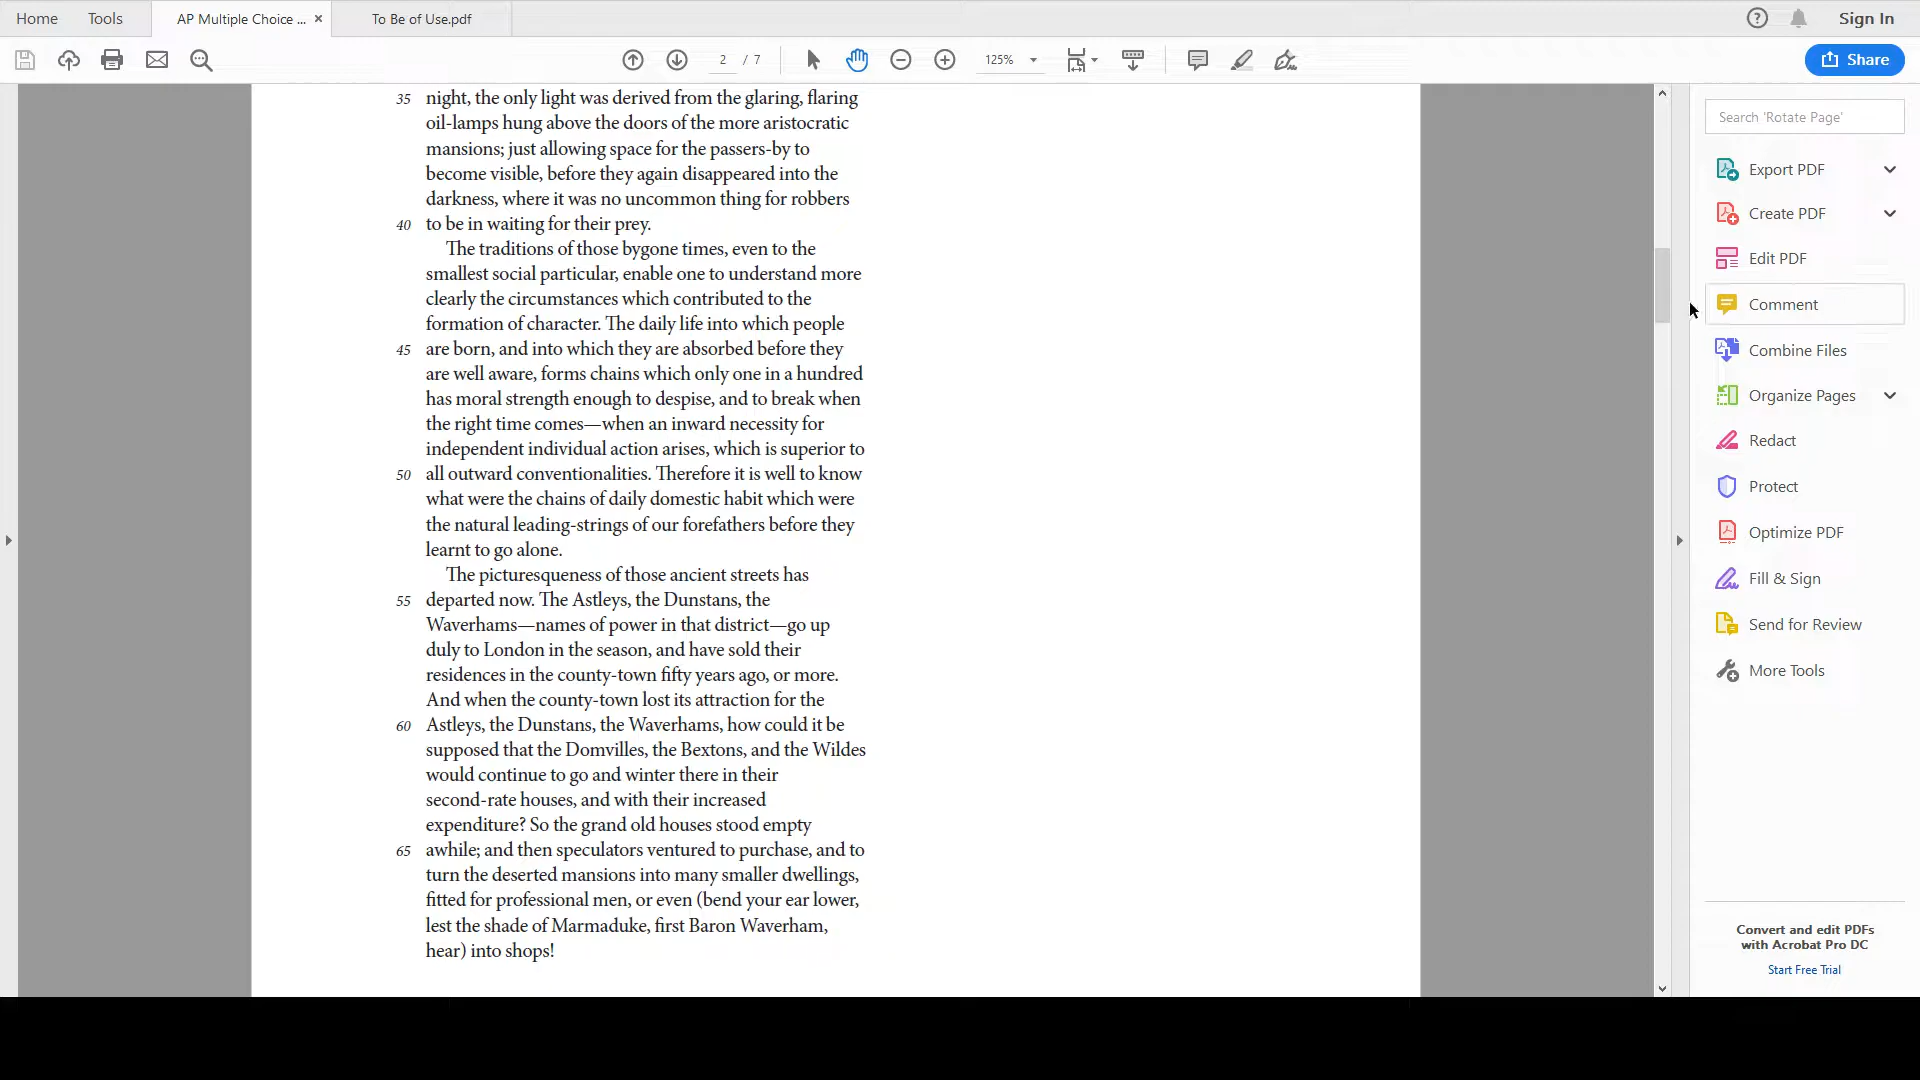 Home Tools AP Multiple Choice ... × To Be of Use.pdf Sign In
2 / 7 125% Share
35 night, the only light was derived from the glaring, flaring
oil-lamps hung above the doors of the more aristocratic
mansions; just allowing space for the passers-by to
become visible, before they again disappeared into the
darkness, where it was no uncommon thing for robbers
40 to be in waiting for their prey.
The traditions of those bygone times, even to the
smallest social particular, enable one to understand more
clearly the circumstances which contributed to the
formation of character. The daily life into which people
45 are born, and into which they are absorbed before they
are well aware, forms chains which only one in a hundred
has moral strength enough to despise, and to break when
the right time comes—when an inward necessity for
independent individual action arises, which is superior to
50 all outward conventionalities. Therefore it is well to know
what were the chains of daily domestic habit which were
the natural leading-strings of our forefathers before they
learnt to go alone.
The picturesqueness of those ancient streets has
55 departed now. The Astleys, the Dunstans, the
Waverhams—names of power in that district—go up
duly to London in the season, and have sold their
residences in the county-town fifty years ago, or more.
And when the county-town lost its attraction for the
60 Astleys, the Dunstans, the Waverhams, how could it be
supposed that the Domvilles, the Bextons, and the Wildes
would continue to go and winter there in their
second-rate houses, and with their increased
expenditure? So the grand old houses stood empty
65 awhile; and then speculators ventured to purchase, and to
turn the deserted mansions into many smaller dwellings,
fitted for professional men, or even (bend your ear lower,
lest the shade of Marmaduke, first Baron Waverham,
hear) into shops!
Search 'Rotate Page'
Export PDF
Create PDF
Edit PDF
Comment
Combine Files
Organize Pages
Redact
Protect
Optimize PDF
Fill & Sign
Send for Review
More Tools
Convert and edit PDFs
with Acrobat Pro DC
Start Free Trial